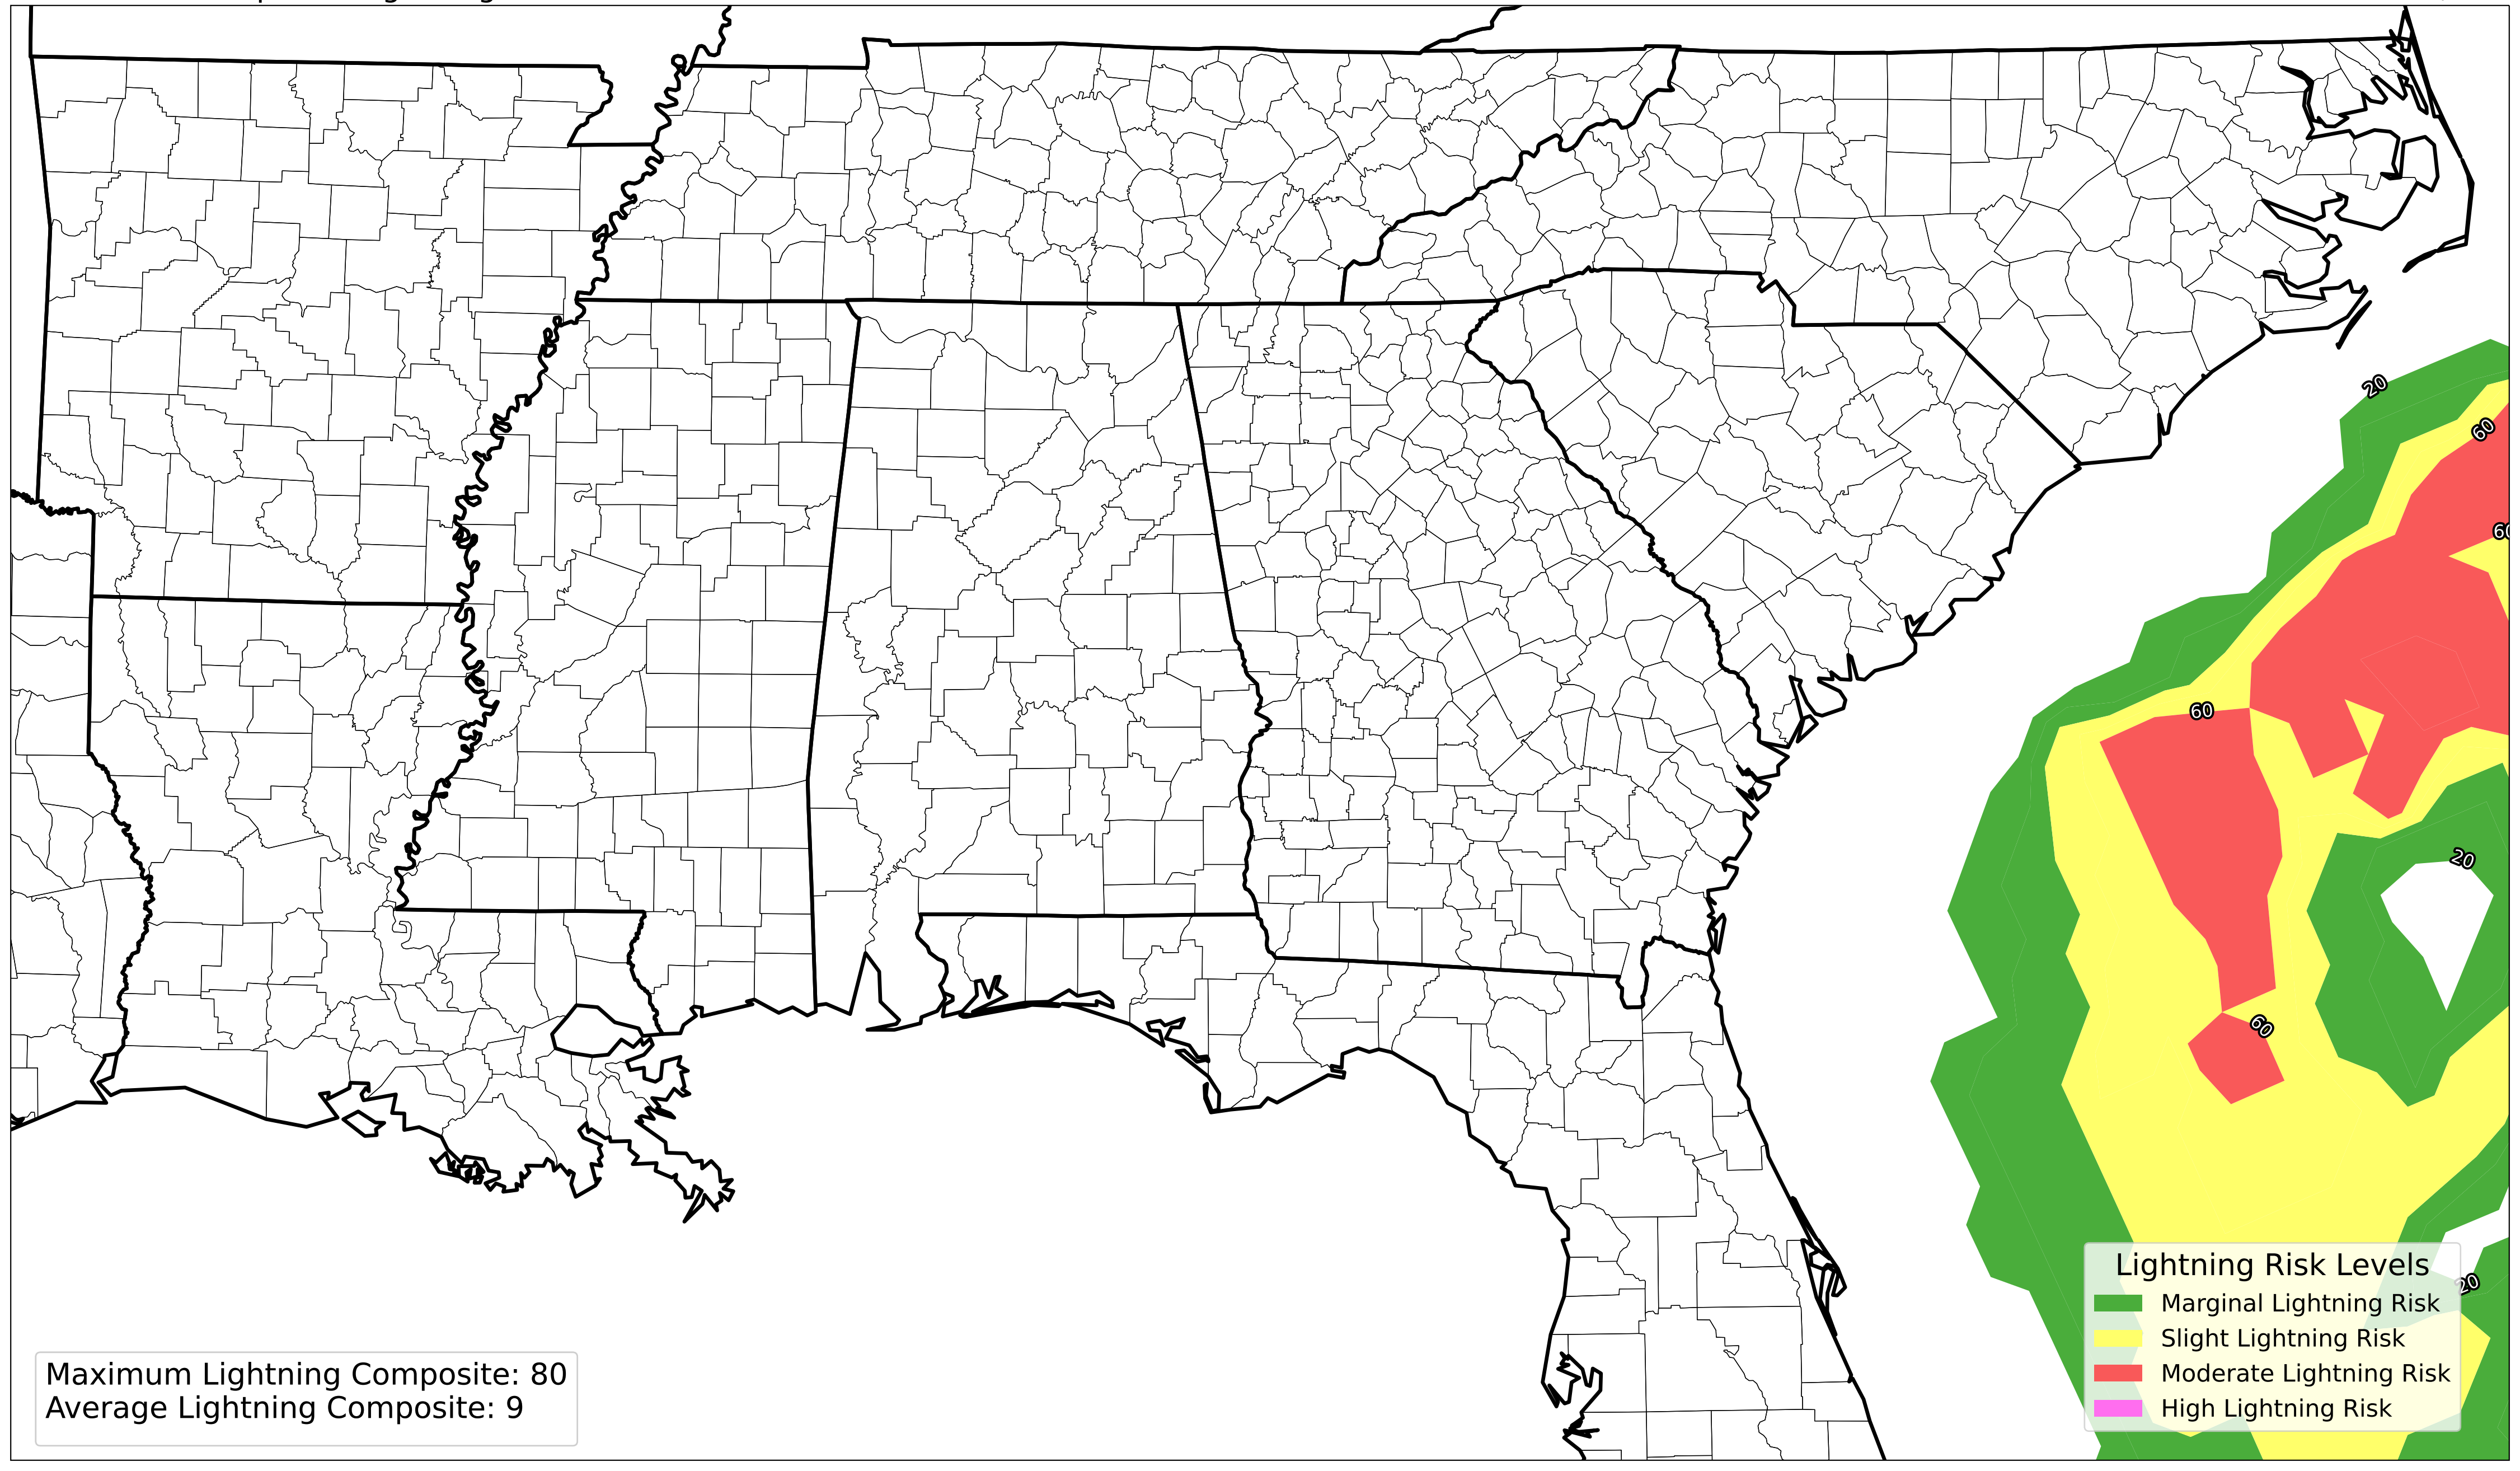 20
60
60
60
20
60
20
Lightning Risk Levels
Marginal Lightning Risk
Slight Lightning Risk
Moderate Lightning Risk
High Lightning Risk
Maximum Lightning Composite: 80
Average Lightning Composite: 9